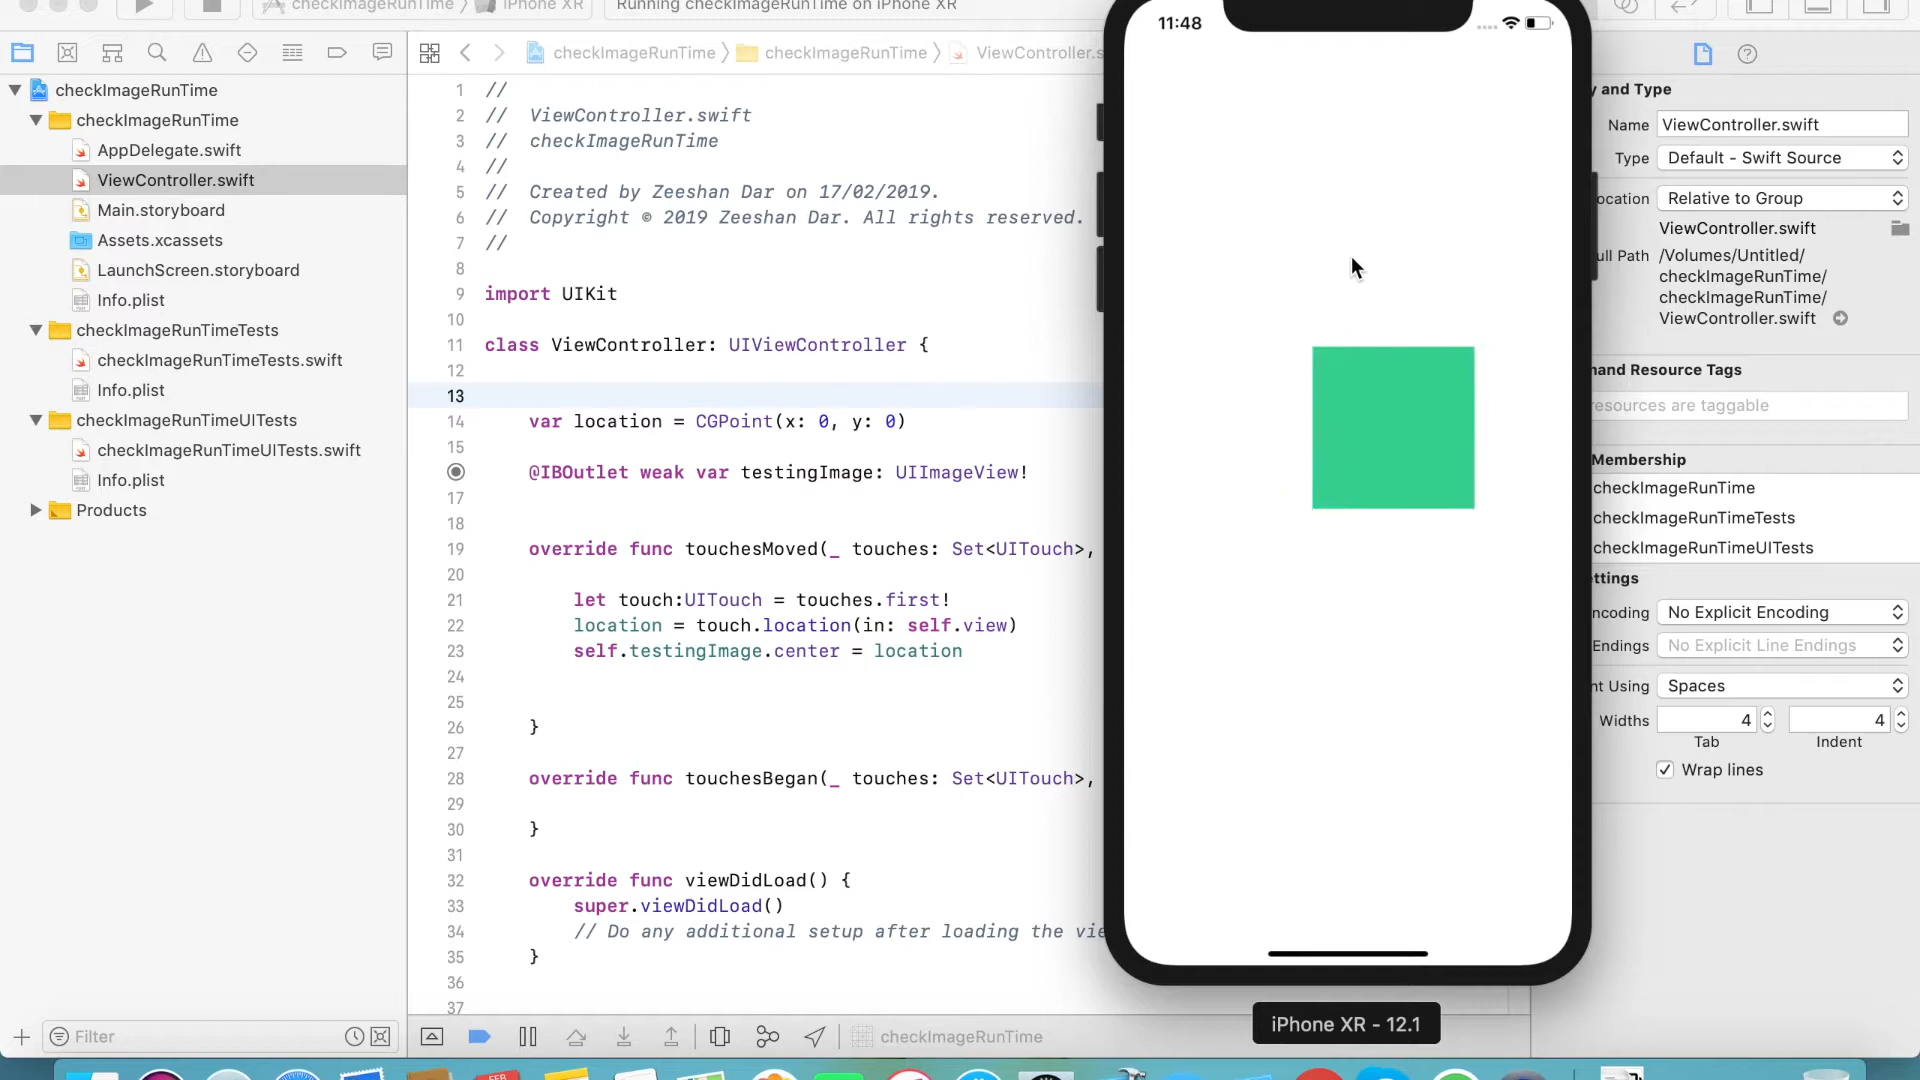 checkImageRunTime
iPhone XR
Running checkImageRunTime on iPhone XR
checkImageRunTime
checkImageRunTime
AppDelegate.swift
ViewController.swift
Main.storyboard
Assets.xcassets
LaunchScreen.storyboard
Info.plist
checkImageRunTimeTests
checkImageRunTimeTests.swift
Info.plist
checkImageRunTimeUITests
checkImageRunTimeUITests.swift
Info.plist
Products
Filter
checkImageRunTime
checkImageRunTime
ViewController.s
1 //
2 // ViewController.swift
3 // checkImageRunTime
4 //
5 // Created by Zeeshan Dar on 17/02/2019.
6 // Copyright © 2019 Zeeshan Dar. All rights reserved.
7 //
8
9 import UIKit
10
11 class ViewController: UIViewController {
12
13
14 var location = CGPoint(x: 0, y: 0)
15
@IBOutlet weak var testingImage: UIImageView!
17
18
19 override func touchesMoved(_ touches: Set<UITouch>,
20
21 let touch:UITouch = touches.first!
22 location = touch.location(in: self.view)
23 self.testingImage.center = location
24
25
26 }
27
28 override func touchesBegan(_ touches: Set<UITouch>,
29
30 }
31
32 override func viewDidLoad() {
33 super.viewDidLoad()
34 // Do any additional setup after loading the vie
35 }
36
37
checkImageRunTime
11:48
iPhone XR - 12.1
y and Type
Name ViewController.swift
Type Default - Swift Source
ocation Relative to Group
ViewController.swift
ull Path /Volumes/Untitled/
checkImageRunTime/
checkImageRunTime/
ViewController.swift
mand Resource Tags
resources are taggable
Membership
checkImageRunTime
checkImageRunTimeTests
checkImageRunTimeUITests
ettings
ncoding No Explicit Encoding
Endings No Explicit Line Endings
nt Using Spaces
Widths 4 4
Tab Indent
Wrap lines
FEB